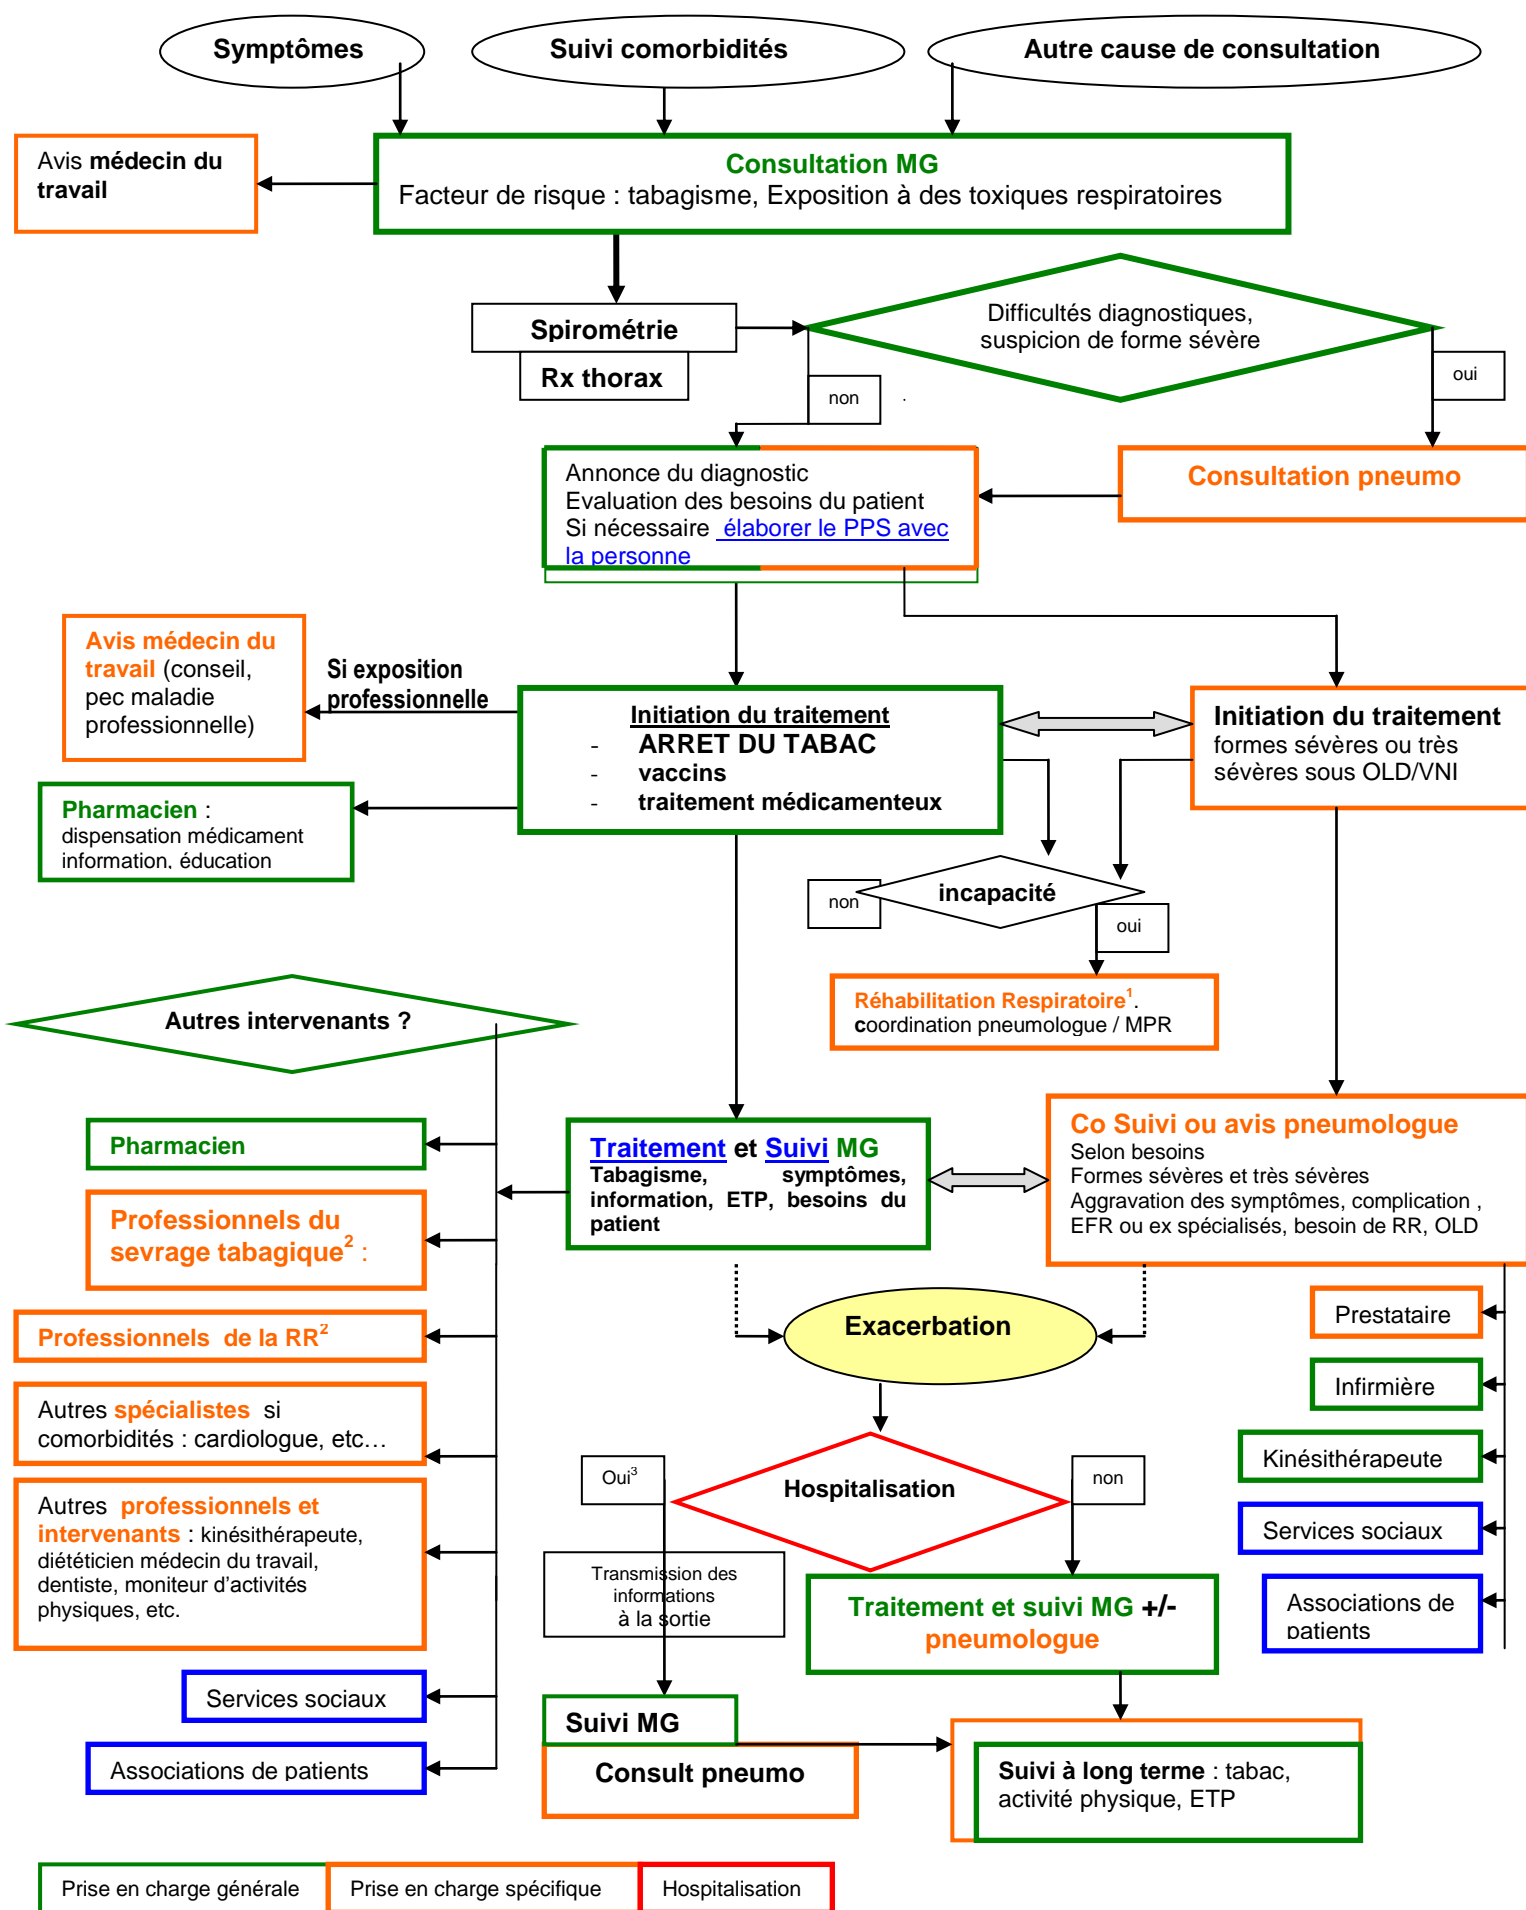 Symptômes
Suivi comorbidités
Autre cause de consultation
Avis médecin du
travail
Consultation MG
Facteur de risque : tabagisme, Exposition à des toxiques respiratoires
Spirométrie
Rx thorax
Difficultés diagnostiques,
suspicion de forme sévère
non
.
oui
Annonce du diagnostic
Evaluation des besoins du patient
Si nécessaire élaborer le PPS avec
la personne
Consultation pneumo
Avis médecin du
travail (conseil,
pec maladie
professionnelle)
Si exposition
professionnelle
Initiation du traitement
- ARRET DU TABAC
- vaccins
- traitement médicamenteux
Initiation du traitement
formes sévères ou très
sévères sous OLD/VNI
Pharmacien :
dispensation médicament
information, éducation
non
incapacité
oui
Réhabilitation Respiratoire1.
coordination pneumologue / MPR
Autres intervenants ?
Pharmacien
Professionnels du
sevrage tabagique2 :
Professionnels de la RR2
Autres spécialistes si
comorbidités : cardiologue, etc…
Autres professionnels et
intervenants : kinésithérapeute,
diététicien médecin du travail,
dentiste, moniteur d'activités
physiques, etc.
Services sociaux
Associations de patients
Traitement et Suivi MG
Tabagisme, symptômes,
information, ETP, besoins du
patient
Co Suivi ou avis pneumologue
Selon besoins
Formes sévères et très sévères
Aggravation des symptômes, complication ,
EFR ou ex spécialisés, besoin de RR, OLD
Exacerbation
Prestataire
Infirmière
Kinésithérapeute
Services sociaux
Associations de
patients
Oui3
Hospitalisation
non
Transmission des
informations
à la sortie
Traitement et suivi MG +/-
pneumologue
Suivi MG
Consult pneumo
Suivi à long terme : tabac,
activité physique, ETP
Prise en charge générale
Prise en charge spécifique
Hospitalisation